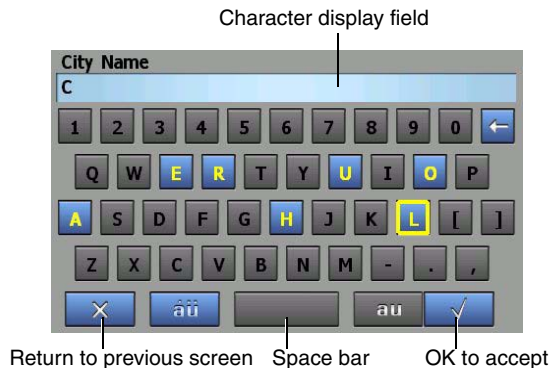 Character display field
City Name
C
1 2 3 4 5 6 7 8 9 0 ←
Q W E R T Y U I O P
A S D F G H J K L [ ]
Z X C V B N M - . ,
áü au
Return to previous screen Space bar OK to accept